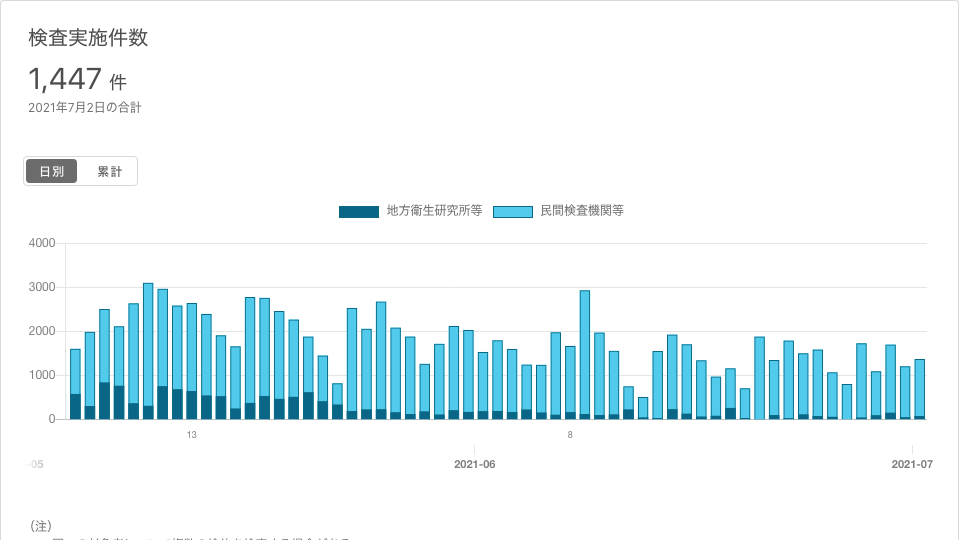 検査実施件数
1,447 件
2021年7月2日の合計
日別 累計
地方衛生研究所等 民間検査機関等
4000
3000
2000
1000
0
13 8
-05 2021-06 2021-07
（注）